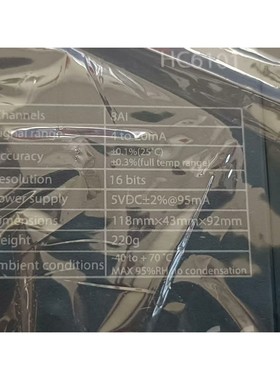 HC6101
hannels 8AI
ignal range 4 to 20mA
ccuracy ±0.1%(25°C)
±0.3%(full temp range)
esolution 16 bits
ower supply 5VDC±2%@95mA
imensions 118mm×43mm×92mm
eight 220g
mbient conditions -40 to +70°C
MAX 95%RH no condensation